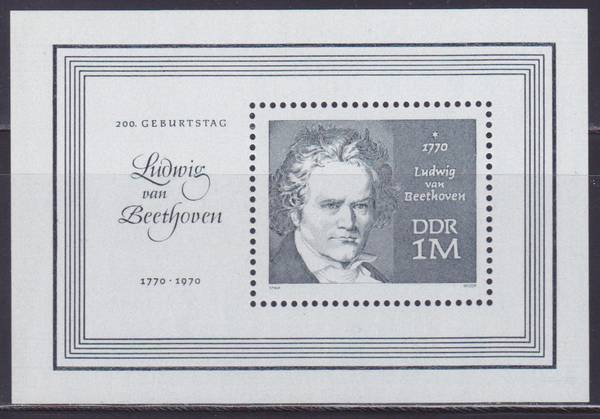 200. GEBURTSTAG
Ludwig
van
Beethoven
1770 · 1970
* 1770
Ludwig
van
Beethoven
DDR
1M